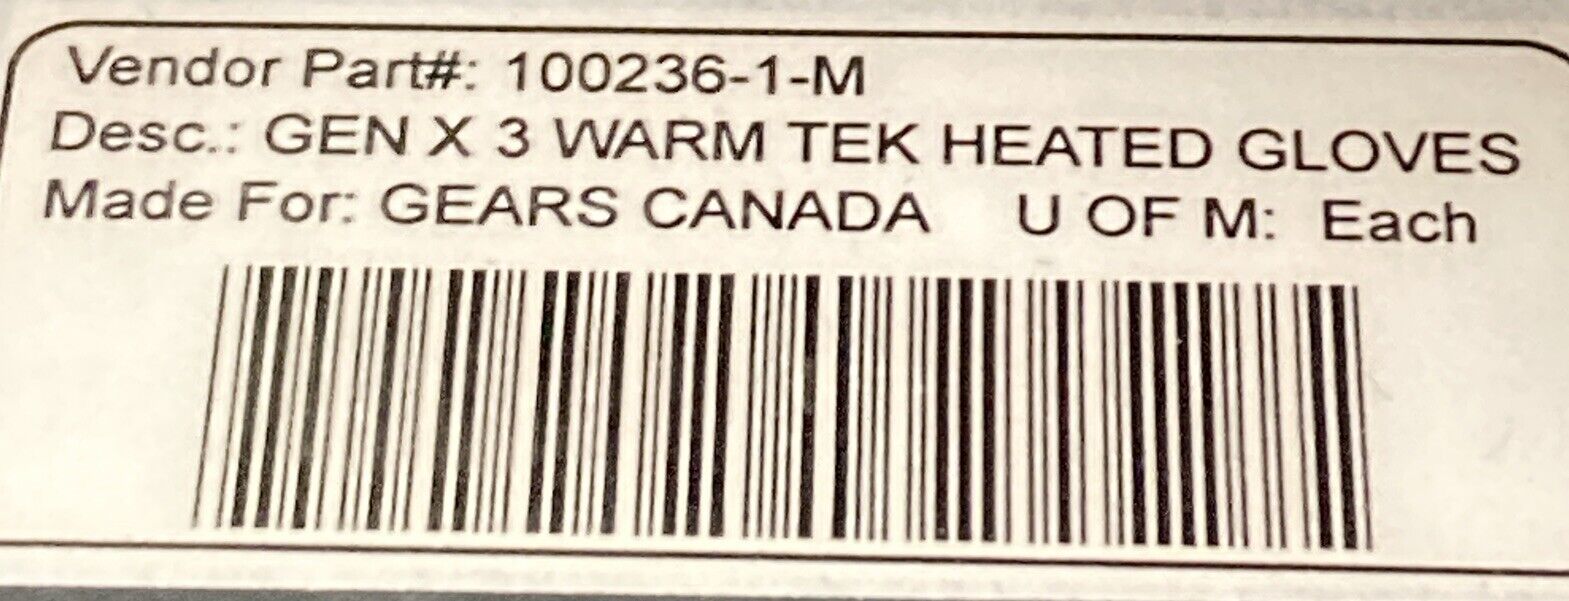 Vendor Part#: 100236-1-M
Desc.: GEN X 3 WARM TEK HEATED GLOVES
Made For: GEARS CANADA U OF M: Each